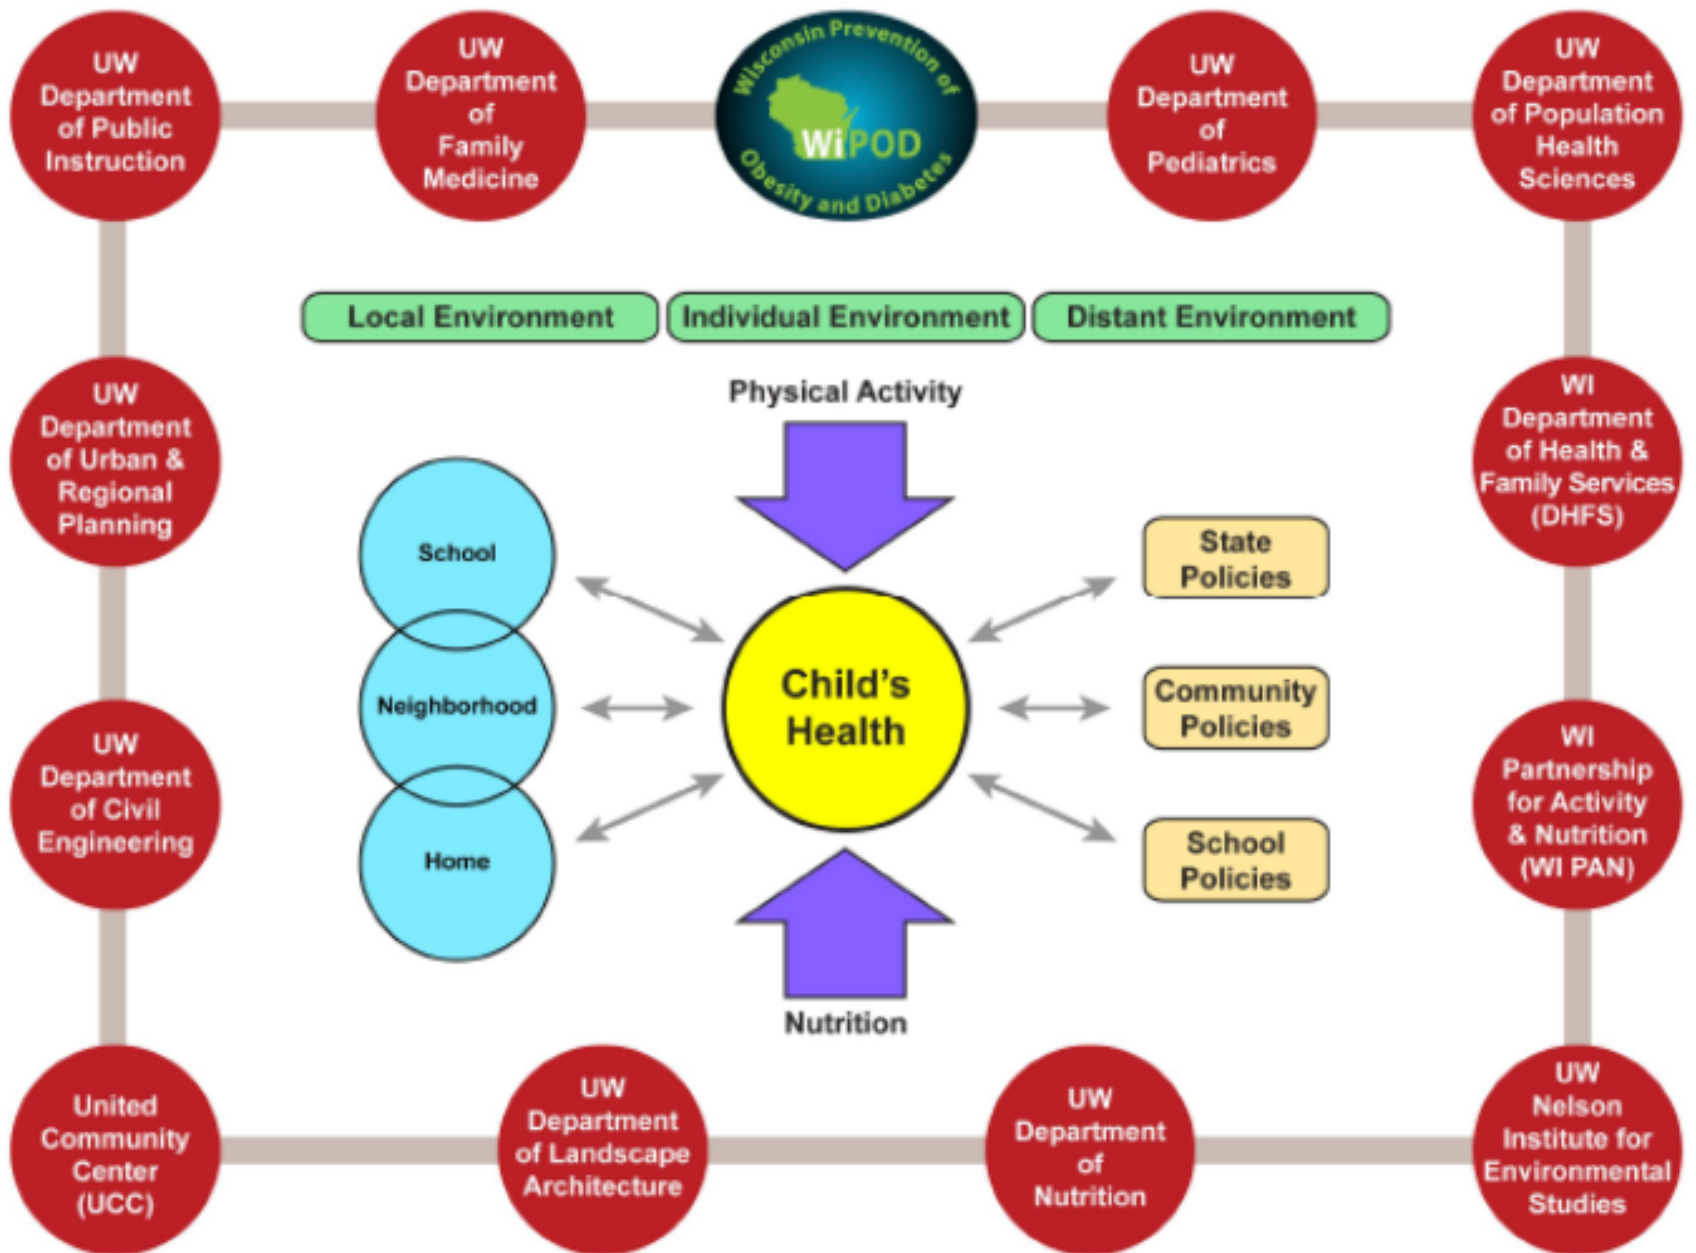 UW
Department
of Public
Instruction
UW
Department
of
Family
Medicine
Wisconsin Prevention of
WiPOD
Obesity and Diabetes
UW
Department
of
Pediatrics
UW
Department
of Population
Health
Sciences
Local Environment
Individual Environment
Distant Environment
Physical Activity
UW
Department
of Urban &
Regional
Planning
School
Neighborhood
Home
Child's
Health
State
Policies
Community
Policies
School
Policies
WI
Department
of Health &
Family Services
(DHFS)
UW
Department
of Civil
Engineering
WI
Partnership
for Activity
& Nutrition
(WI PAN)
Nutrition
United
Community
Center
(UCC)
UW
Department
of Landscape
Architecture
UW
Department
of
Nutrition
UW
Nelson
Institute for
Environmental
Studies